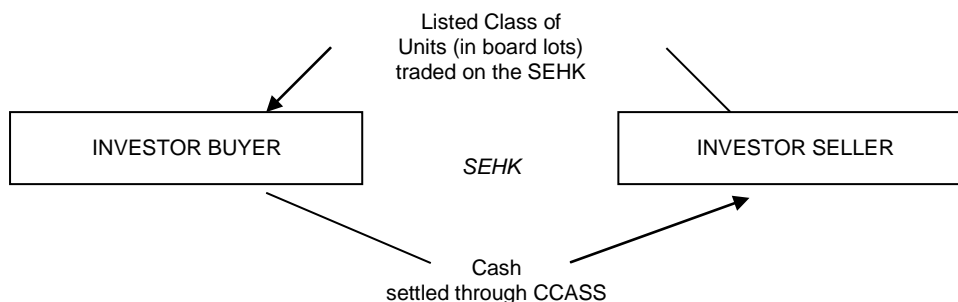 Listed Class of
Units (in board lots)
traded on the SEHK
INVESTOR BUYER
SEHK
INVESTOR SELLER
Cash
settled through CCASS